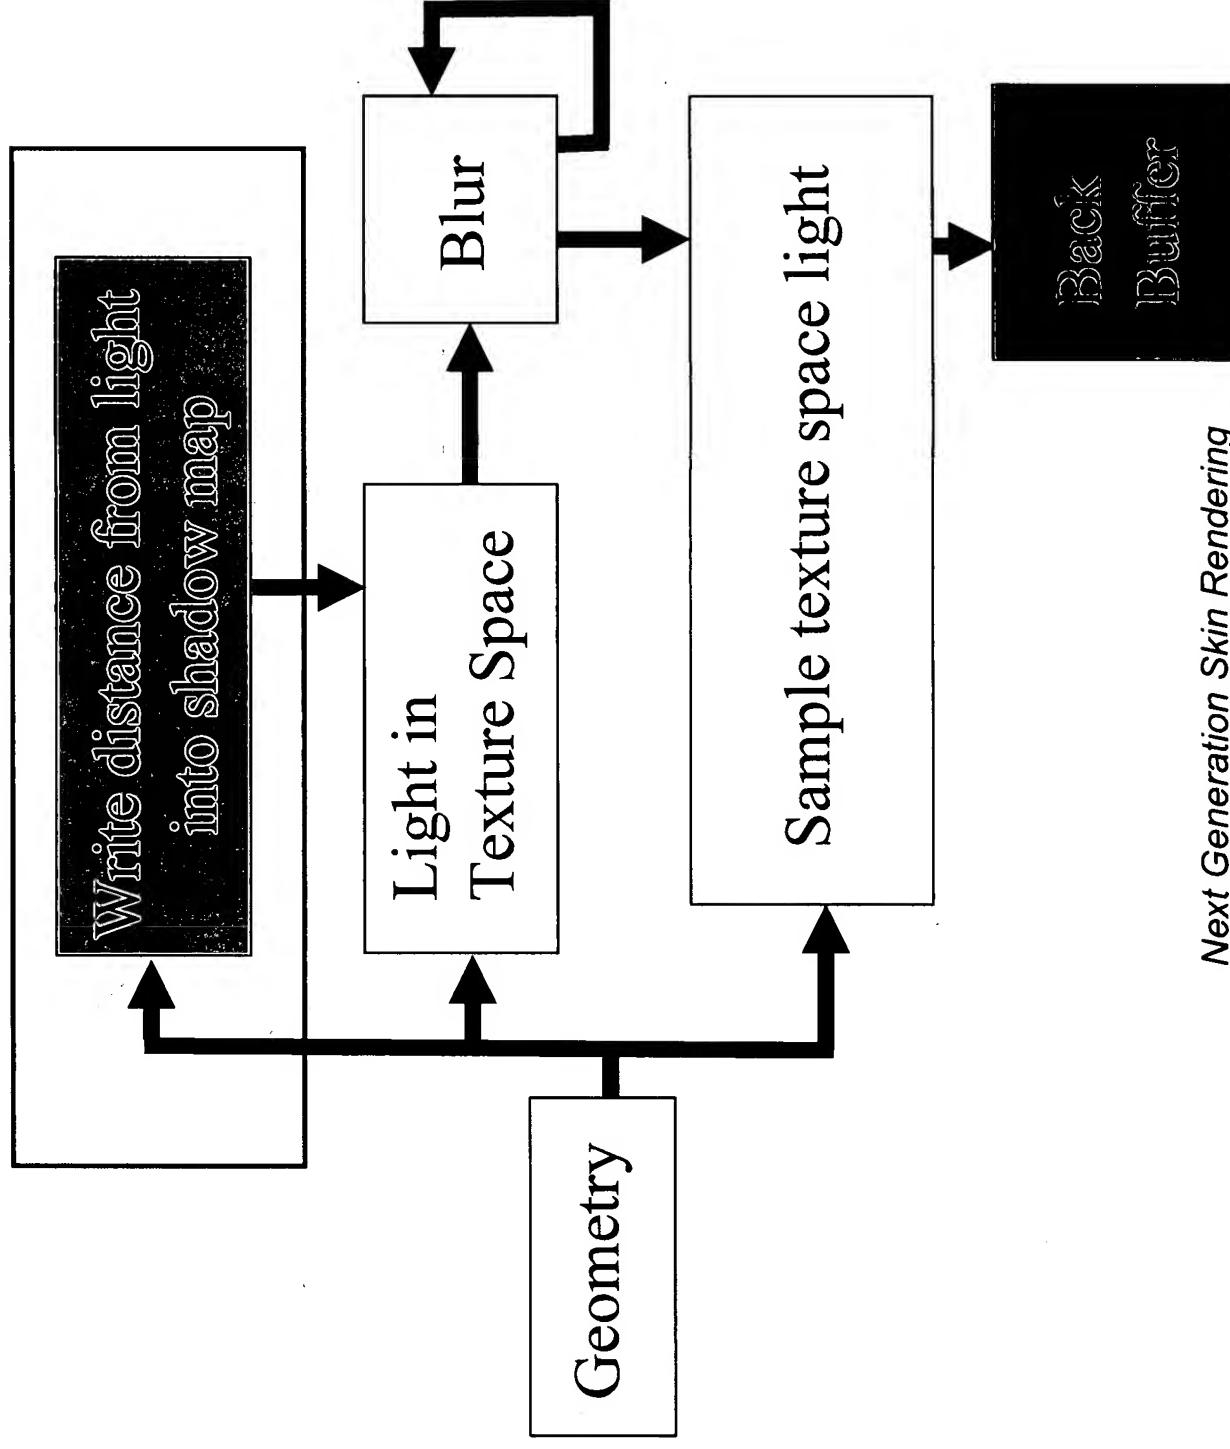 Write distance from light
into shadow map
Geometry
Light in
Texture Space
Blur
Sample texture space light
Back
Buffer
Next Generation Skin Rendering